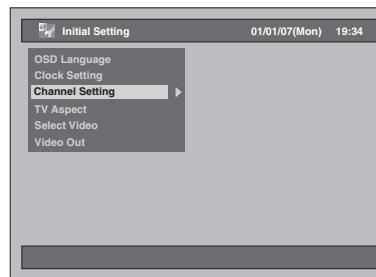 Initial Setting 01/01/07(Mon) 19:34
OSD Language
Clock Setting
Channel Setting
TV Aspect
Select Video
Video Out